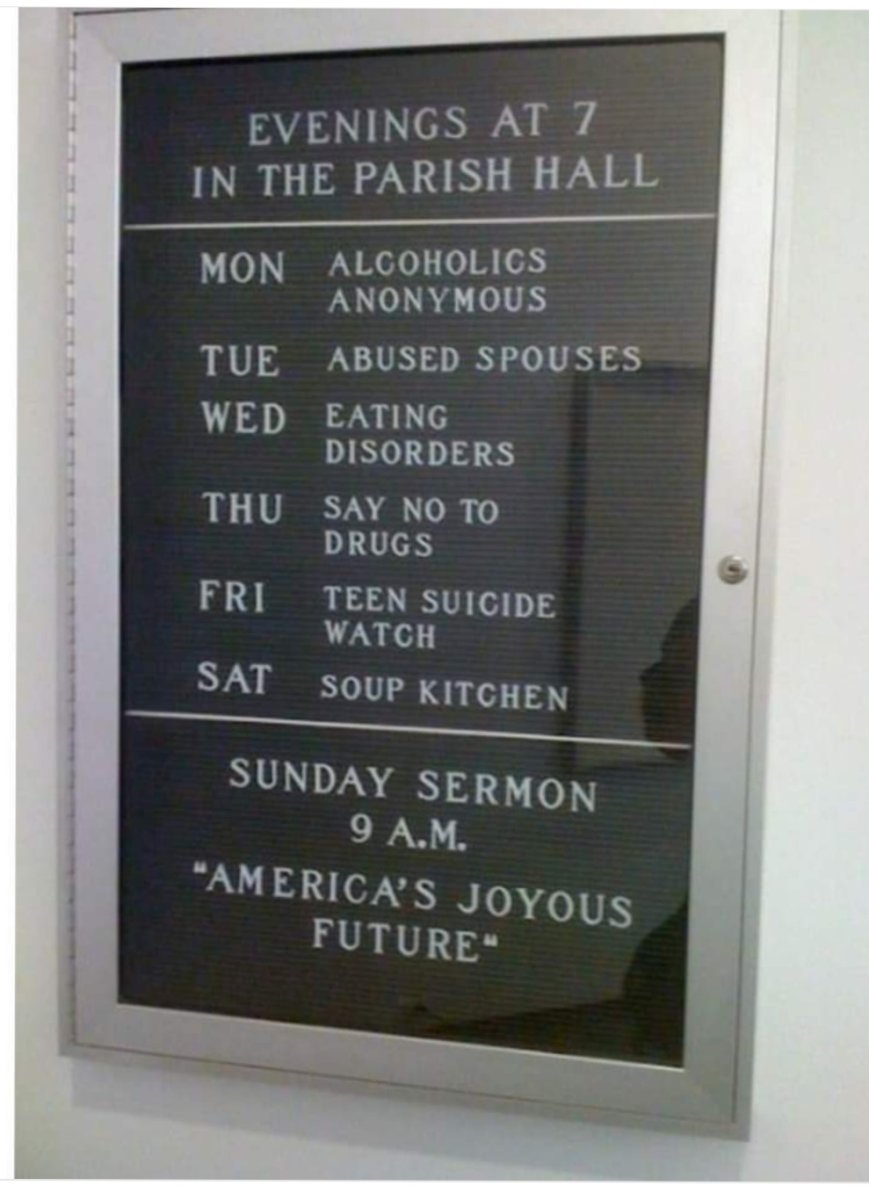 EVENINGS AT 7
IN THE PARISH HALL
MON ALCOHOLICS
ANONYMOUS
TUE ABUSED SPOUSES
WED EATING
DISORDERS
THU SAY NO TO
DRUGS
FRI TEEN SUICIDE
WATCH
SAT SOUP KITCHEN
SUNDAY SERMON
9 A.M.
"AMERICA'S JOYOUS
FUTURE"